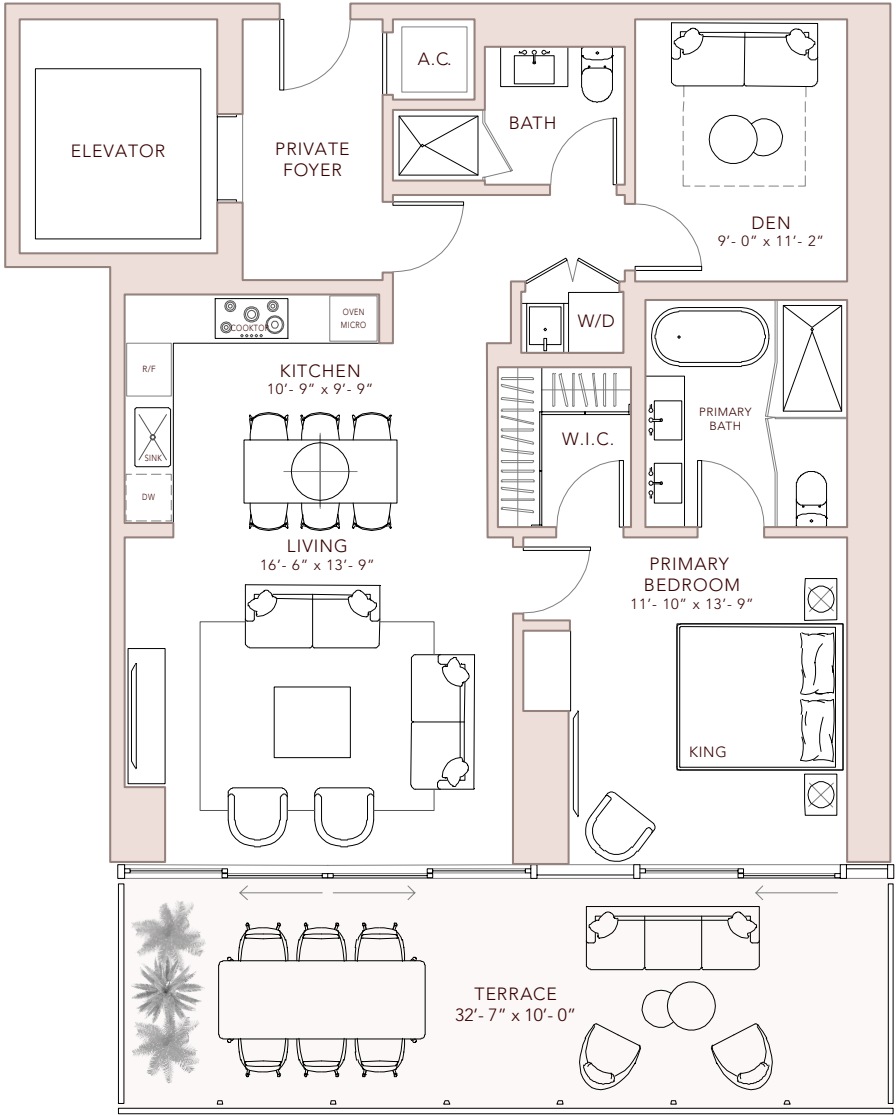 A.C.
ELEVATOR
PRIVATE
FOYER
BATH
DEN
9'- 0" x 11'- 2"
COOKTOP
OVEN
MICRO
W/D
R/F
KITCHEN
10'- 9" x 9'- 9"
PRIMARY
BATH
W.I.C.
SINK
DW
LIVING
16'- 6" x 13'- 9"
PRIMARY
BEDROOM
11'- 10" x 13'- 9"
KING
TERRACE
32'- 7" x 10'- 0"